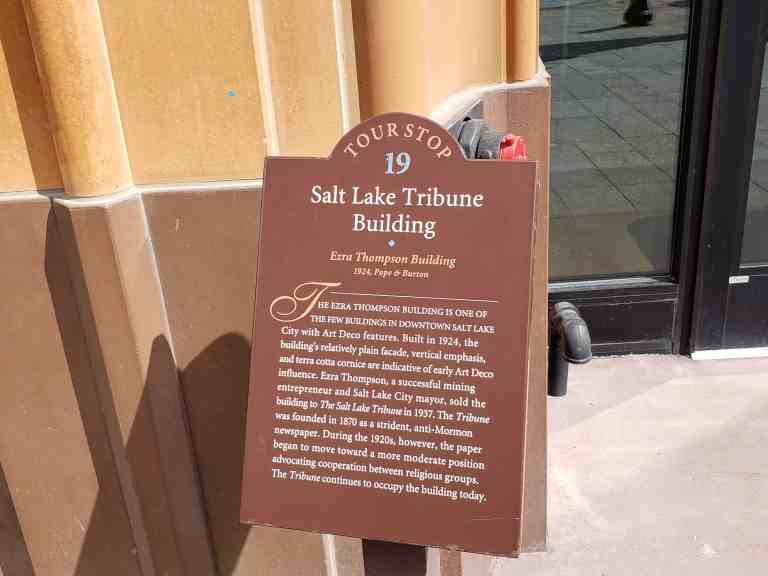 TOUR STOP
19
Salt Lake Tribune
Building
Ezra Thompson Building
1924, Pope & Burton
THE EZRA THOMPSON BUILDING IS ONE OF
THE FEW BUILDINGS IN DOWNTOWN SALT LAKE
City with Art Deco features. Built in 1924, the
building's relatively plain facade, vertical emphasis,
and terra cotta cornice are indicative of early Art Deco
influence. Ezra Thompson, a successful mining
entrepreneur and Salt Lake City mayor, sold the
building to The Salt Lake Tribune in 1937. The Tribune
was founded in 1870 as a strident, anti-Mormon
newspaper. During the 1920s, however, the paper
began to move toward a more moderate position
advocating cooperation between religious groups.
The Tribune continues to occupy the building today.